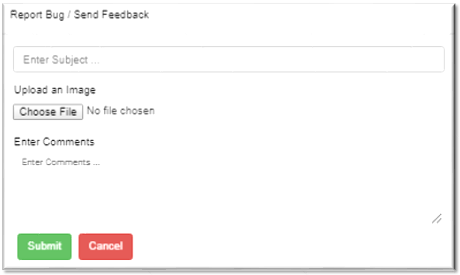 Report Bug / Send Feedback
Enter Subject ...
Upload an Image
Choose File No file chosen
Enter Comments
Enter Comments ...
Submit Cancel